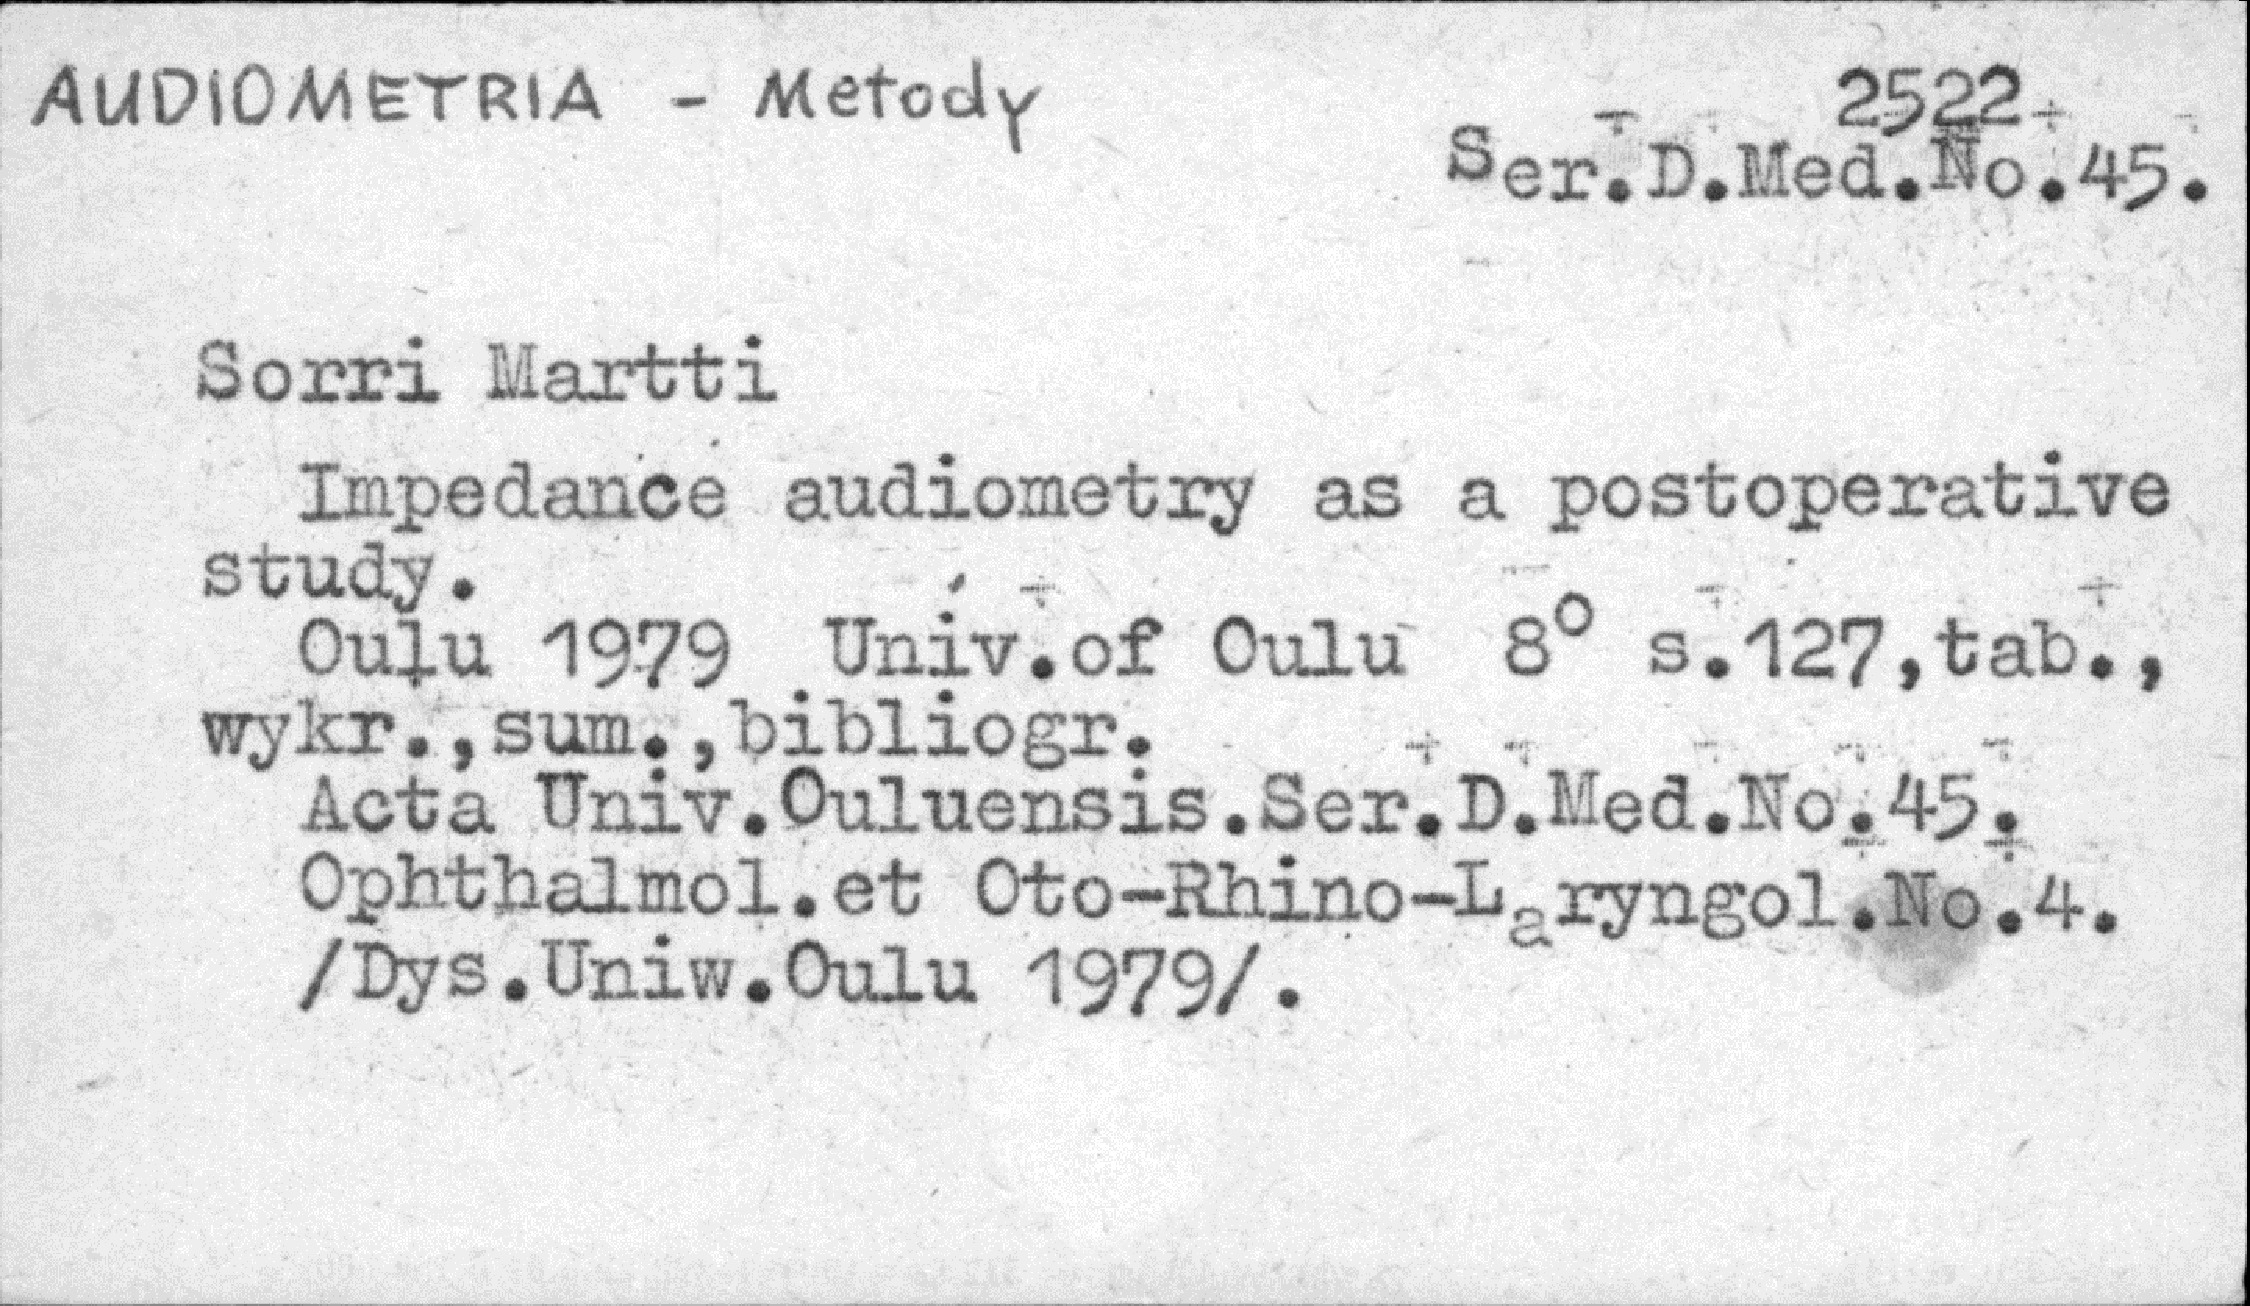 AUDIOMETRIA - Metody
2522
Ser.D.Med.No.45.
Sorri Martti
Impedance audiometry as a postoperative
study.
Oulu 1979 Univ.of Oulu 8° s.127,tab.,
wykr.,sum.,bibliogr.
Acta Univ.Ouluensis.Ser.D.Med.No.45.
Ophthalmol.et Oto-Rhino-Laryngol.No.4.
/Dys.Uniw.Oulu 1979/.